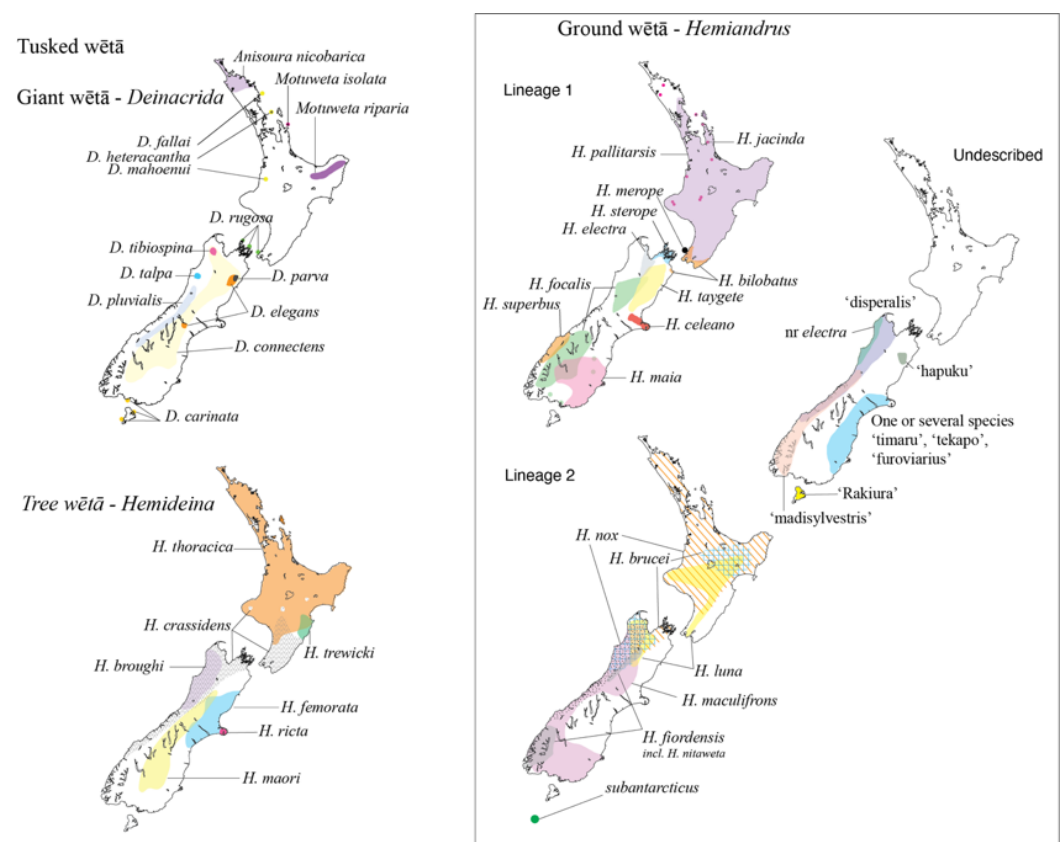 Tusked wētā
Giant wētā - Deinacrida
Anisoura nicobarica
Motuweta isolata
Motuweta riparia
D. fallai
D. heteracantha
D. mahoenui
D. rugosa
D. tibiospina
D. talpa
D. parva
D. pluvialis
D. elegans
D. connectens
D. carinata
Tree wētā - Hemideina
H. thoracica
H. crassidens
H. trewicki
H. broughi
H. femorata
H. ricta
H. maori
Ground wētā - Hemiandrus
Lineage 1
H. jacinda
H. pallitarsis
H. merope
H. sterope
H. electra
H. bilobatus
H. focalis
H. taygete
H. superbus
H. celeano
H. maia
Undescribed
‘disperalis’
nr electra
‘hapuku’
One or several species
‘timaru’, ‘tekapo’,
‘furoviarius’
‘Rakiura’
‘madisylvestris’
Lineage 2
H. nox
H. brucei
H. luna
H. maculifrons
H. fiordensis
incl. H. nitaweta
subantarcticus